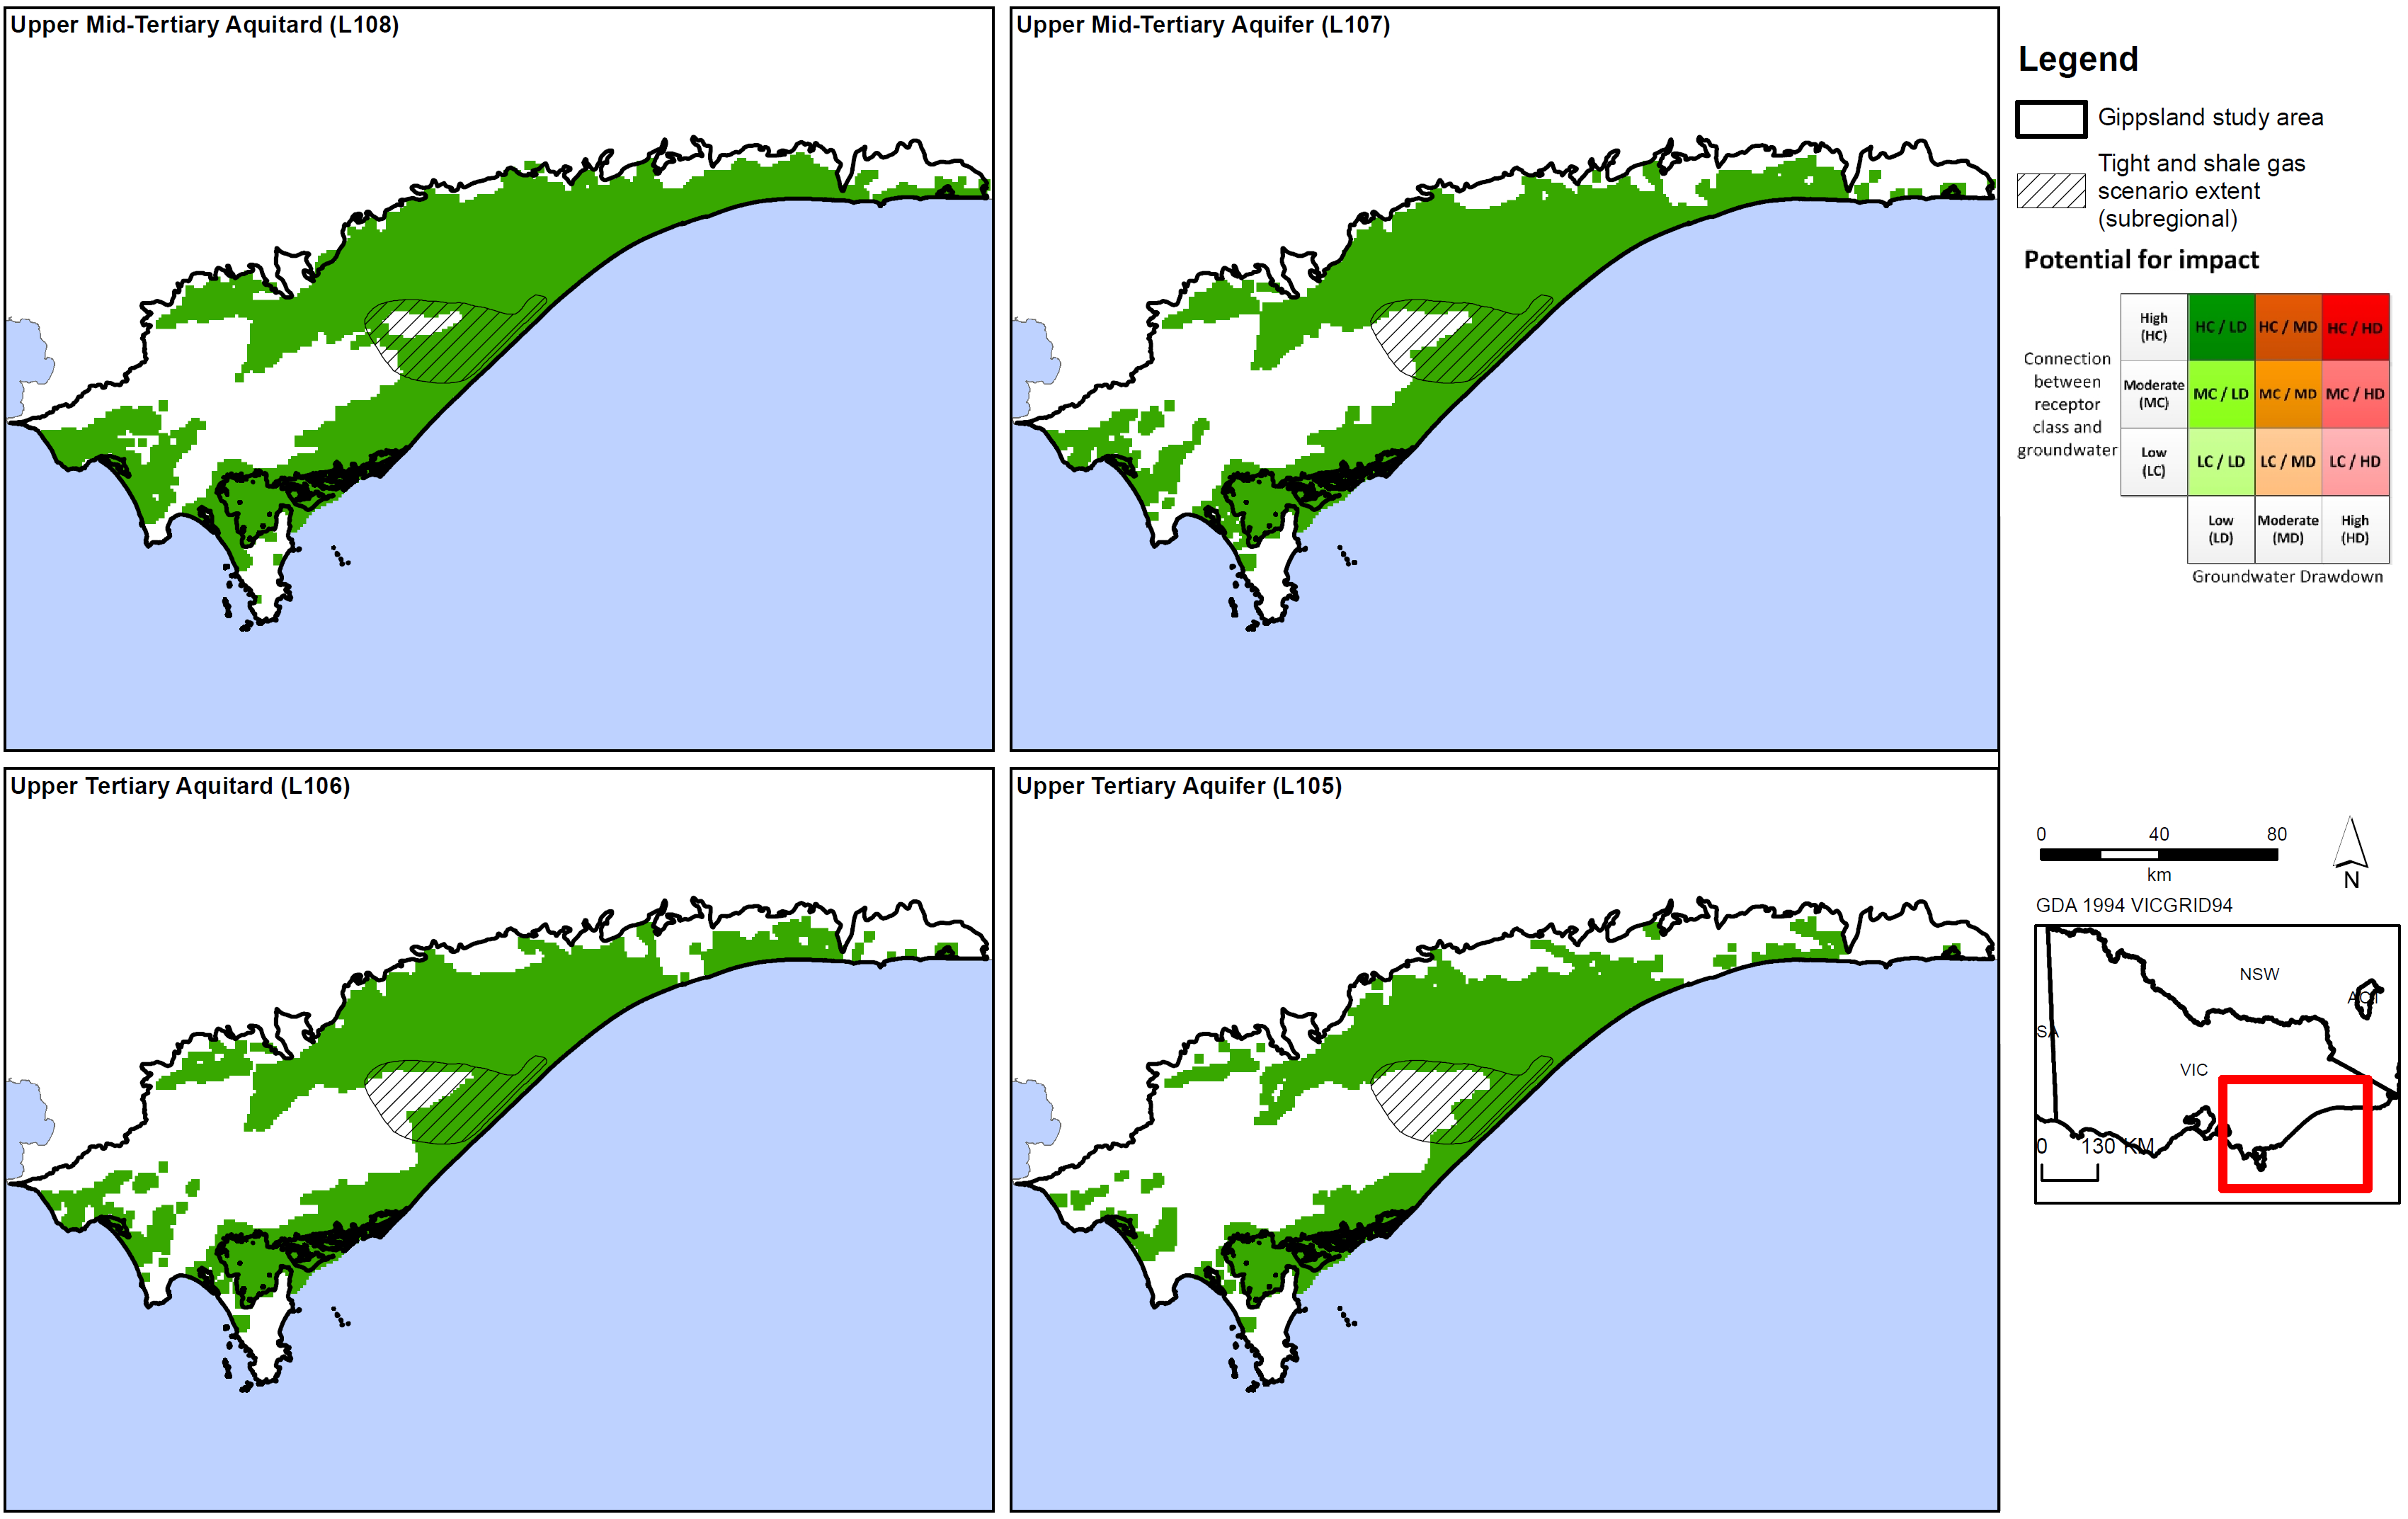 Upper Mid-Tertiary Aquitard (L108)
Upper Mid-Tertiary Aquifer (L107)
Upper Tertiary Aquitard (L106)
Upper Tertiary Aquifer (L105)
Legend
Gippsland study area
Tight and shale gas
scenario extent
(subregional)
Potential for impact
Connection
between
receptor
class and
groundwater
High
(HC)
HC / LD
HC / MD
HC / HD
Moderate
(MC)
MC / LD
MC / MD
MC / HD
Low
(LC)
LC / LD
LC / MD
LC / HD
Low
(LD)
Moderate
(MD)
High
(HD)
Groundwater Drawdown
0 40 80
km
N
GDA 1994 VICGRID94
NSW
SA
VIC
0 130 KM